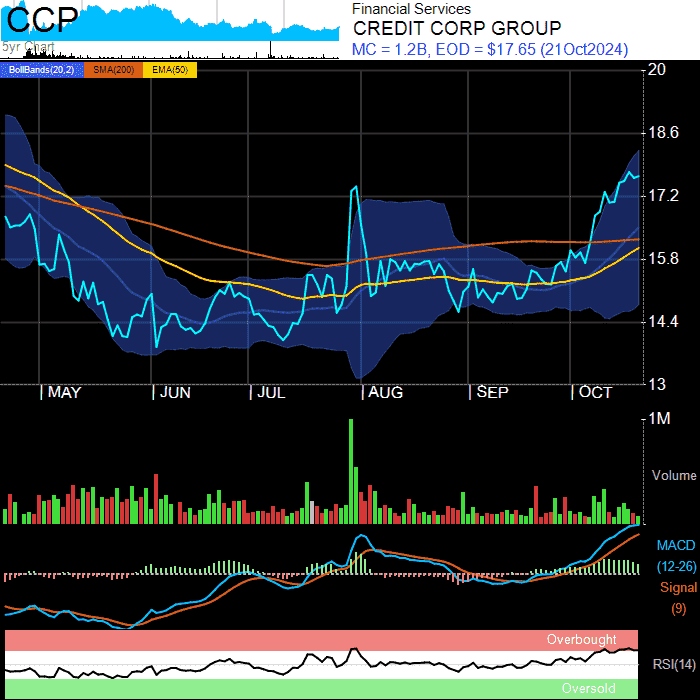 CCP
5yr Chart
Financial Services
CREDIT CORP GROUP
MC = 1.2B, EOD = $17.65 (21Oct2024)
BollBands(20,2) SMA(200) EMA(50)
20
18.6
17.2
15.8
14.4
13
MAY JUN JUL AUG SEP OCT
1M
Volume
MACD
(12-26)
Signal
(9)
Overbought
RSI(14)
Oversold